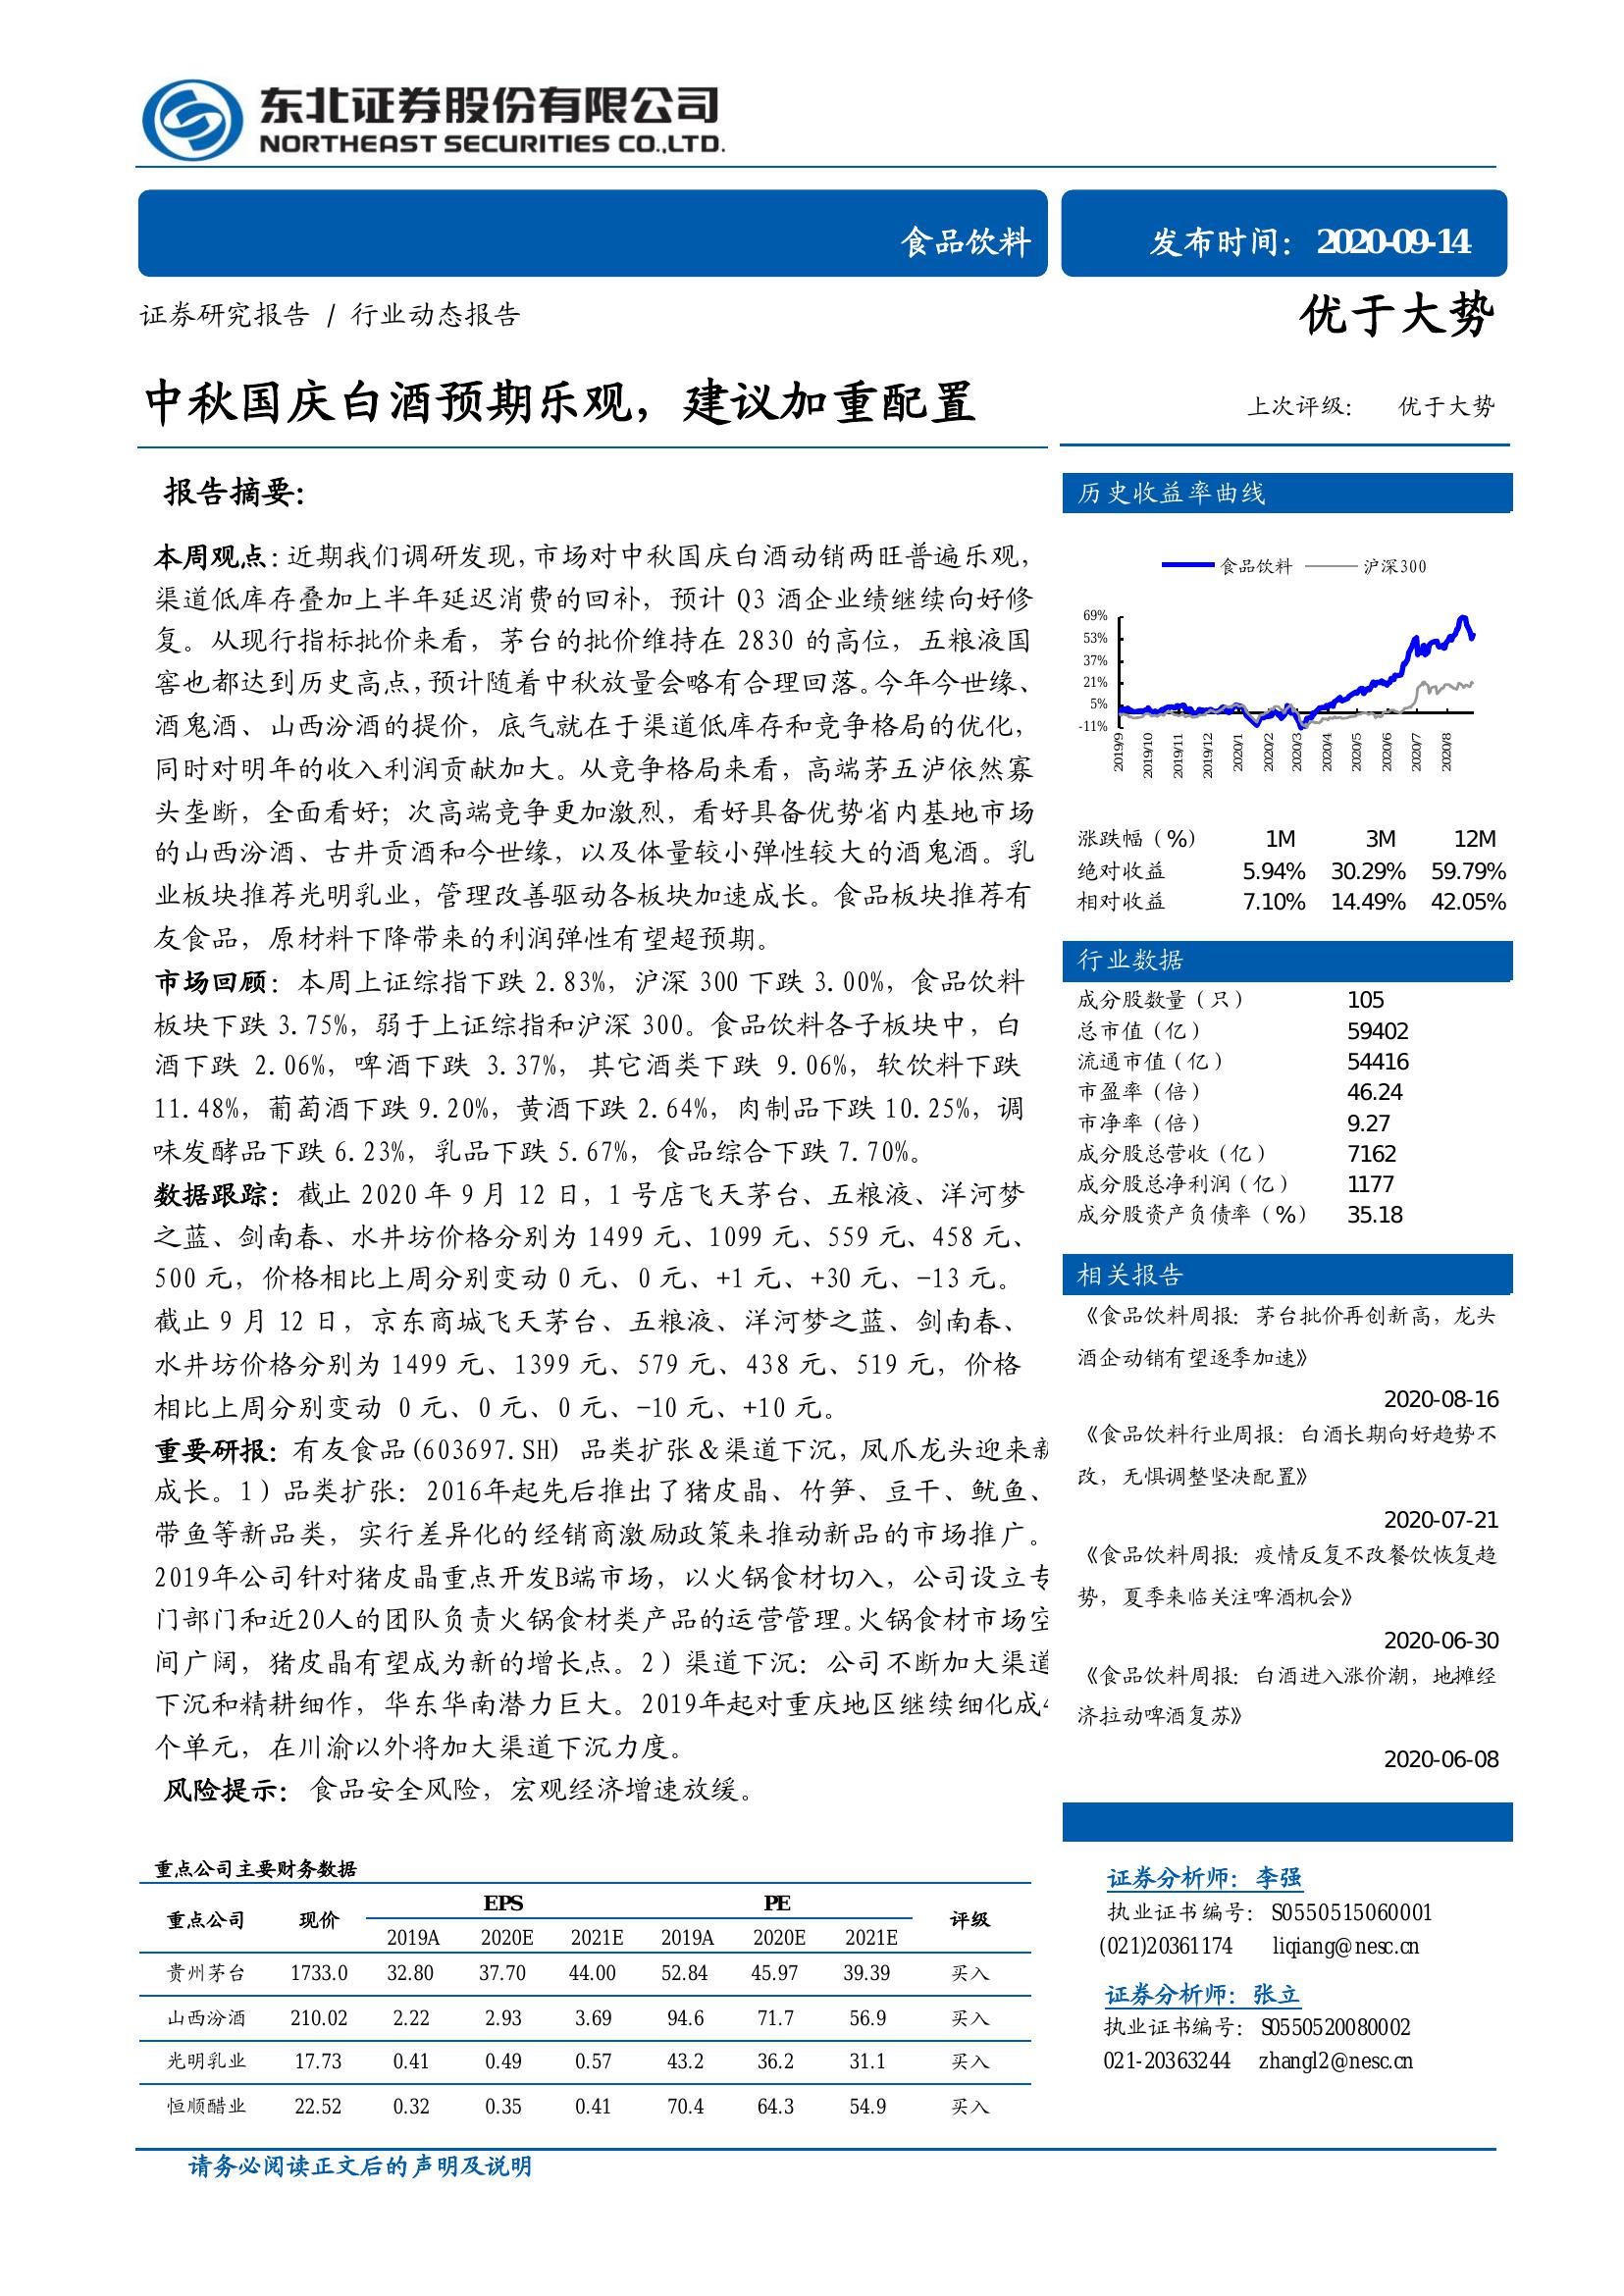 东北证券股份有限公司
NORTHEAST SECURITIES CO.,LTD.
食品饮料
发布时间：2020-09-14
证券研究报告 / 行业动态报告
优于大势
中秋国庆白酒预期乐观，建议加重配置
上次评级： 优于大势
报告摘要：
本周观点：近期我们调研发现，市场对中秋国庆白酒动销两旺普遍乐观，
渠道低库存叠加上半年延迟消费的回补，预计 Q3 酒企业绩继续向好修
复。从现行指标批价来看，茅台的批价维持在 2830 的高位，五粮液国
窖也都达到历史高点，预计随着中秋放量会略有合理回落。今年今世缘、
酒鬼酒、山西汾酒的提价，底气就在于渠道低库存和竞争格局的优化，
同时对明年的收入利润贡献加大。从竞争格局来看，高端茅五泸依然寡
头垄断，全面看好；次高端竞争更加激烈，看好具备优势省内基地市场
的山西汾酒、古井贡酒和今世缘，以及体量较小弹性较大的酒鬼酒。乳
业板块推荐光明乳业，管理改善驱动各板块加速成长。食品板块推荐有
友食品，原材料下降带来的利润弹性有望超预期。
市场回顾：本周上证综指下跌 2.83%，沪深 300 下跌 3.00%，食品饮料
板块下跌 3.75%，弱于上证综指和沪深 300。食品饮料各子板块中，白
酒下跌 2.06%，啤酒下跌 3.37%，其它酒类下跌 9.06%，软饮料下跌
11.48%，葡萄酒下跌 9.20%，黄酒下跌 2.64%，肉制品下跌 10.25%，调
味发酵品下跌 6.23%，乳品下跌 5.67%，食品综合下跌 7.70%。
数据跟踪：截止 2020 年 9 月 12 日，1 号店飞天茅台、五粮液、洋河梦
之蓝、剑南春、水井坊价格分别为 1499 元、1099 元、559 元、458 元、
500 元，价格相比上周分别变动 0 元、0 元、+1 元、+30 元、-13 元。
截止 9 月 12 日，京东商城飞天茅台、五粮液、洋河梦之蓝、剑南春、
水井坊价格分别为 1499 元、1399 元、579 元、438 元、519 元，价格
相比上周分别变动 0 元、0 元、0 元、-10 元、+10 元。
重要研报：有友食品(603697.SH) 品类扩张＆渠道下沉，凤爪龙头迎来新
成长。1）品类扩张：2016年起先后推出了猪皮晶、竹笋、豆干、鱿鱼、
带鱼等新品类，实行差异化的经销商激励政策来推动新品的市场推广。
2019年公司针对猪皮晶重点开发B端市场，以火锅食材切入，公司设立专
门部门和近20人的团队负责火锅食材类产品的运营管理。火锅食材市场空
间广阔，猪皮晶有望成为新的增长点。2）渠道下沉：公司不断加大渠道
下沉和精耕细作，华东华南潜力巨大。2019年起对重庆地区继续细化成4
个单元，在川渝以外将加大渠道下沉力度。
风险提示：食品安全风险，宏观经济增速放缓。
重点公司主要财务数据
重点公司 现价 EPS PE 评级
2019A 2020E 2021E 2019A 2020E 2021E
贵州茅台 1733.0 32.80 37.70 44.00 52.84 45.97 39.39 买入
山西汾酒 210.02 2.22 2.93 3.69 94.6 71.7 56.9 买入
光明乳业 17.73 0.41 0.49 0.57 43.2 36.2 31.1 买入
恒顺醋业 22.52 0.32 0.35 0.41 70.4 64.3 54.9 买入
历史收益率曲线
食品饮料 沪深300
69%
53%
37%
21%
5%
-11%
2019/9 2019/10 2019/11 2019/12 2020/1 2020/2 2020/3 2020/4 2020/5 2020/6 2020/7 2020/8
涨跌幅（%） 1M 3M 12M
绝对收益 5.94% 30.29% 59.79%
相对收益 7.10% 14.49% 42.05%
行业数据
成分股数量（只） 105
总市值（亿） 59402
流通市值（亿） 54416
市盈率（倍） 46.24
市净率（倍） 9.27
成分股总营收（亿） 7162
成分股总净利润（亿） 1177
成分股资产负债率（%） 35.18
相关报告
《食品饮料周报：茅台批价再创新高，龙头
酒企动销有望逐季加速》
2020-08-16
《食品饮料行业周报：白酒长期向好趋势不
改，无惧调整坚决配置》
2020-07-21
《食品饮料周报：疫情反复不改餐饮恢复趋
势，夏季来临关注啤酒机会》
2020-06-30
《食品饮料周报：白酒进入涨价潮，地摊经
济拉动啤酒复苏》
2020-06-08
证券分析师：李强
执业证书编号：S0550515060001
(021)20361174 liqiang@nesc.cn
证券分析师：张立
执业证书编号：S0550520080002
021-20363244 zhangl2@nesc.cn
请务必阅读正文后的声明及说明